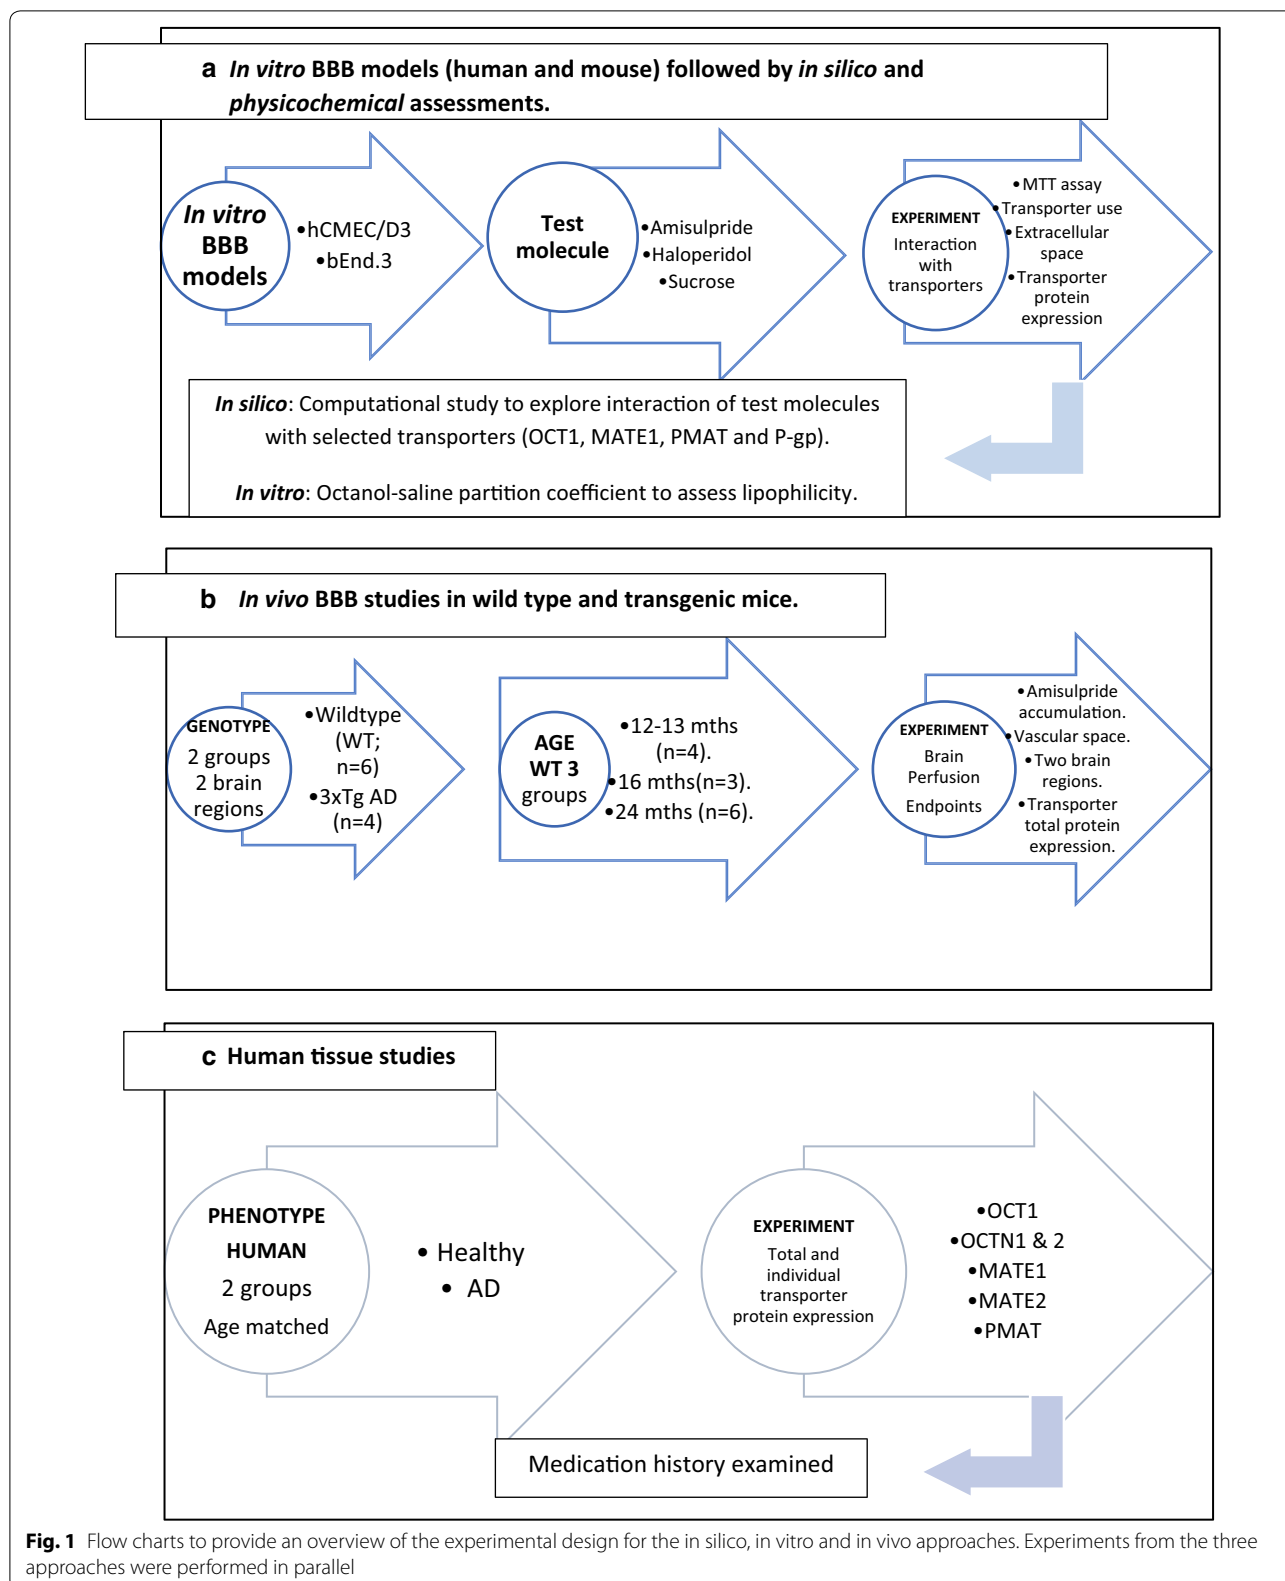 a In vitro BBB models (human and mouse) followed by in silico and
physicochemical assessments.
In vitro
BBB
models
•hCMEC/D3
•bEnd.3
Test
molecule
•Amisulpride
•Haloperidol
•Sucrose
EXPERIMENT
Interaction
with
transporters
•MTT assay
•Transporter use
•Extracellular
space
•Transporter
protein
expression
In silico: Computational study to explore interaction of test molecules
with selected transporters (OCT1, MATE1, PMAT and P-gp).
In vitro: Octanol-saline partition coefficient to assess lipophilicity.
b In vivo BBB studies in wild type and transgenic mice.
GENOTYPE
2 groups
2 brain
regions
•Wildtype
(WT;
n=6)
•3xTg AD
(n=4)
AGE
WT 3
groups
•12-13 mths
(n=4).
•16 mths(n=3).
•24 mths (n=6).
EXPERIMENT
Brain
Perfusion
Endpoints
•Amisulpride
accumulation.
•Vascular space.
•Two brain
regions.
•Transporter
total protein
expression.
c Human tissue studies
PHENOTYPE
HUMAN
2 groups
Age matched
• Healthy
• AD
EXPERIMENT
Total and
individual
transporter
protein expression
•OCT1
•OCTN1 & 2
•MATE1
•MATE2
•PMAT
Medication history examined
Fig. 1 Flow charts to provide an overview of the experimental design for the in silico, in vitro and in vivo approaches. Experiments from the three
approaches were performed in parallel